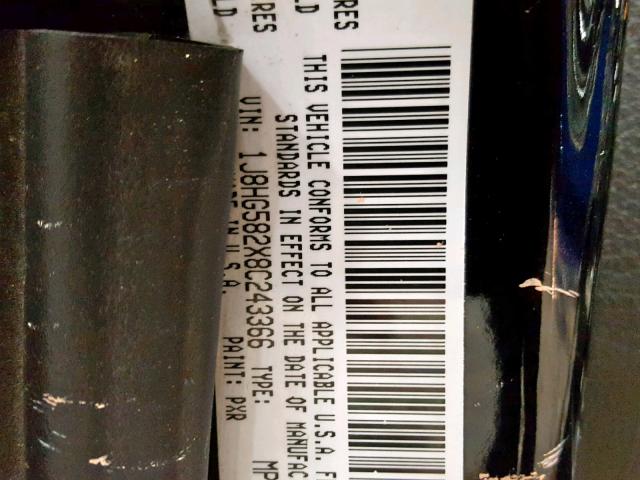 RES
LD
RES
LD
THIS VEHICLE CONFORMS TO ALL APPLICABLE U.S.A. F
STANDARDS IN EFFECT ON THE DATE OF MANUFAC
VIN: 1J8HG582X8C243366 TYPE: MP
U.S.A. PAINT: PXR